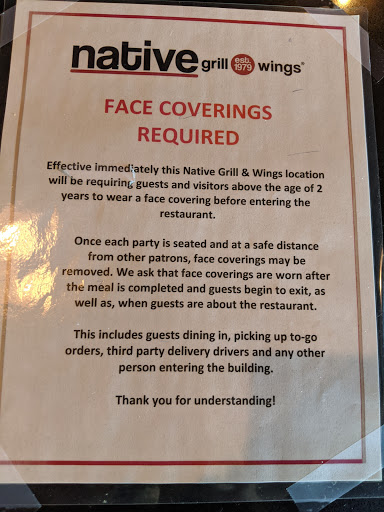 native grill est. 1979 wings®
FACE COVERINGS
REQUIRED
Effective immediately this Native Grill & Wings location
will be requiring guests and visitors above the age of 2
years to wear a face covering before entering the
restaurant.
Once each party is seated and at a safe distance
from other patrons, face coverings may be
removed. We ask that face coverings are worn after
the meal is completed and guests begin to exit, as
well as, when guests are about the restaurant.
This includes guests dining in, picking up to-go
orders, third party delivery drivers and any other
person entering the building.
Thank you for understanding!